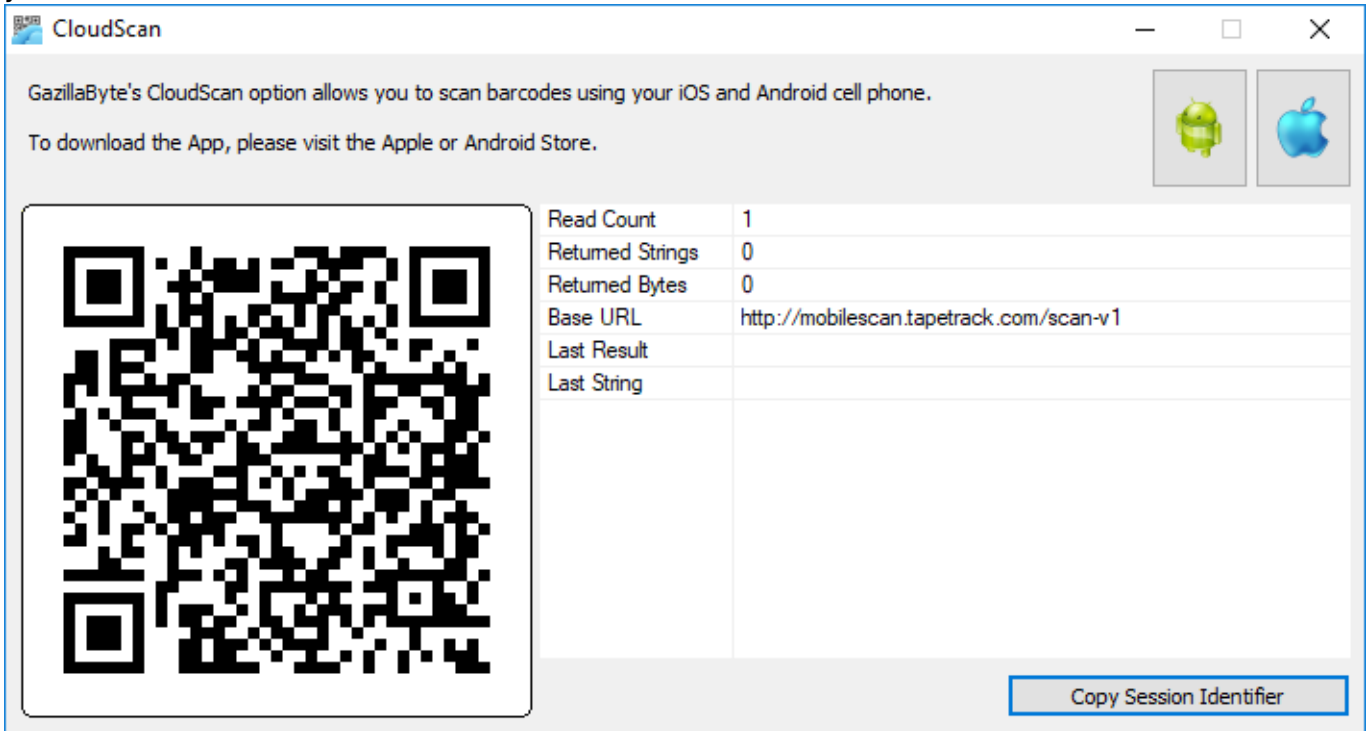 CloudScan
GazillaByte's CloudScan option allows you to scan barcodes using your iOS and Android cell phone.
To download the App, please visit the Apple or Android Store.
Read Count 1
Returned Strings 0
Returned Bytes 0
Base URL http://mobilescan.tapetrack.com/scan-v1
Last Result
Last String
Copy Session Identifier